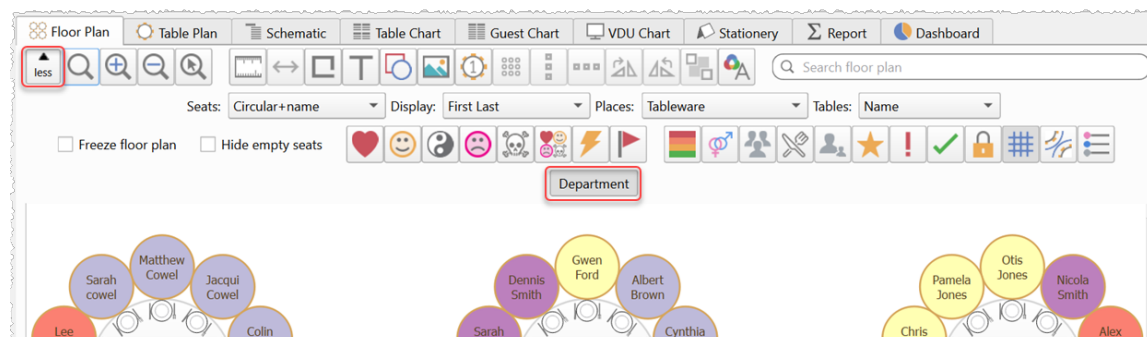 Floor Plan Table Plan Schematic Table Chart Guest Chart VDU Chart Stationery Report Dashboard
less 1 Search floor plan
Seats: Circular+name Display: First Last Places: Tableware Tables: Name
Freeze floor plan Hide empty seats
Department
Matthew
Cowel
Sarah
cowel
Jacqui
Cowel
Lee
Colin
Gwen
Ford
Dennis
Smith
Albert
Brown
Sarah
Cynthia
Otis
Jones
Pamela
Jones
Nicola
Smith
Chris
Alex